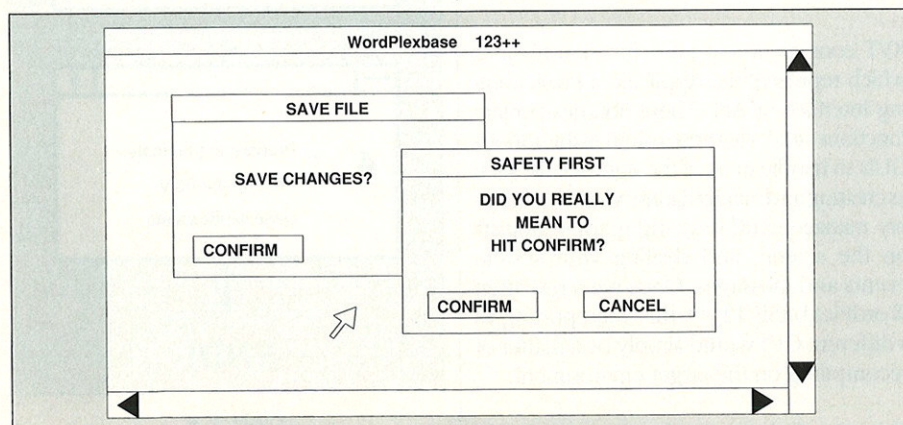 WordPlexbase 123++
SAVE FILE
SAVE CHANGES?
CONFIRM
SAFETY FIRST
DID YOU REALLY
MEAN TO
HIT CONFIRM?
CONFIRM CANCEL